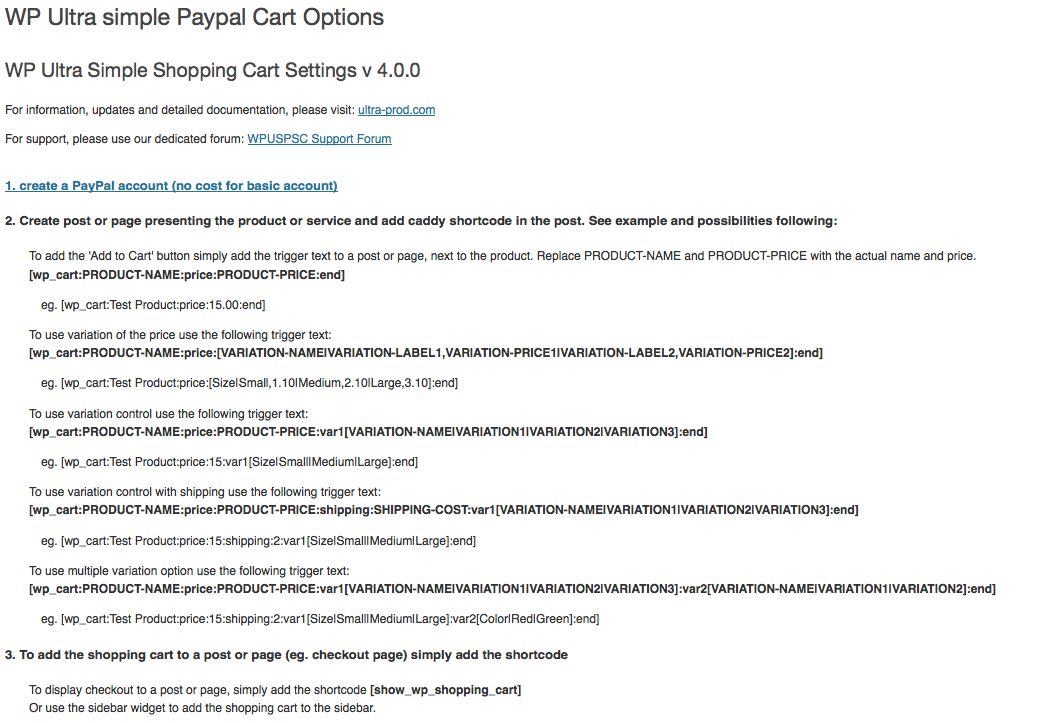 WP Ultra simple Paypal Cart Options
WP Ultra Simple Shopping Cart Settings v 4.0.0
For information, updates and detailed documentation, please visit: ultra-prod.com
For support, please use our dedicated forum: WPUSPSC Support Forum
1. create a PayPal account (no cost for basic account)
2. Create post or page presenting the product or service and add caddy shortcode in the post. See example and possibilities following:
To add the 'Add to Cart' button simply add the trigger text to a post or page, next to the product. Replace PRODUCT-NAME and PRODUCT-PRICE with the actual name and price.
[wp_cart:PRODUCT-NAME:price:PRODUCT-PRICE:end]
eg. [wp_cart:Test Product:price:15.00:end]
To use variation of the price use the following trigger text:
[wp_cart:PRODUCT-NAME:price:[VARIATION-NAME|VARIATION-LABEL1,VARIATION-PRICE1|VARIATION-LABEL2,VARIATION-PRICE2]:end]
eg. [wp_cart:Test Product:price:[Size|Small,1.10|Medium,2.10|Large,3.10]:end]
To use variation control use the following trigger text:
[wp_cart:PRODUCT-NAME:price:PRODUCT-PRICE:var1[VARIATION-NAME|VARIATION1|VARIATION2|VARIATION3]:end]
eg. [wp_cart:Test Product:price:15:var1[Size|Small|Medium|Large]:end]
To use variation control with shipping use the following trigger text:
[wp_cart:PRODUCT-NAME:price:PRODUCT-PRICE:shipping:SHIPPING-COST:var1[VARIATION-NAME|VARIATION1|VARIATION2|VARIATION3]:end]
eg. [wp_cart:Test Product:price:15:shipping:2:var1[Size|Small|Medium|Large]:end]
To use multiple variation option use the following trigger text:
[wp_cart:PRODUCT-NAME:price:PRODUCT-PRICE:var1[VARIATION-NAME|VARIATION1|VARIATION2|VARIATION3]:var2[VARIATION-NAME|VARIATION1|VARIATION2]:end]
eg. [wp_cart:Test Product:price:15:shipping:2:var1[Size|Small|Medium|Large]:var2[Color|Red|Green]:end]
3. To add the shopping cart to a post or page (eg. checkout page) simply add the shortcode
To display checkout to a post or page, simply add the shortcode [show_wp_shopping_cart]
Or use the sidebar widget to add the shopping cart to the sidebar.